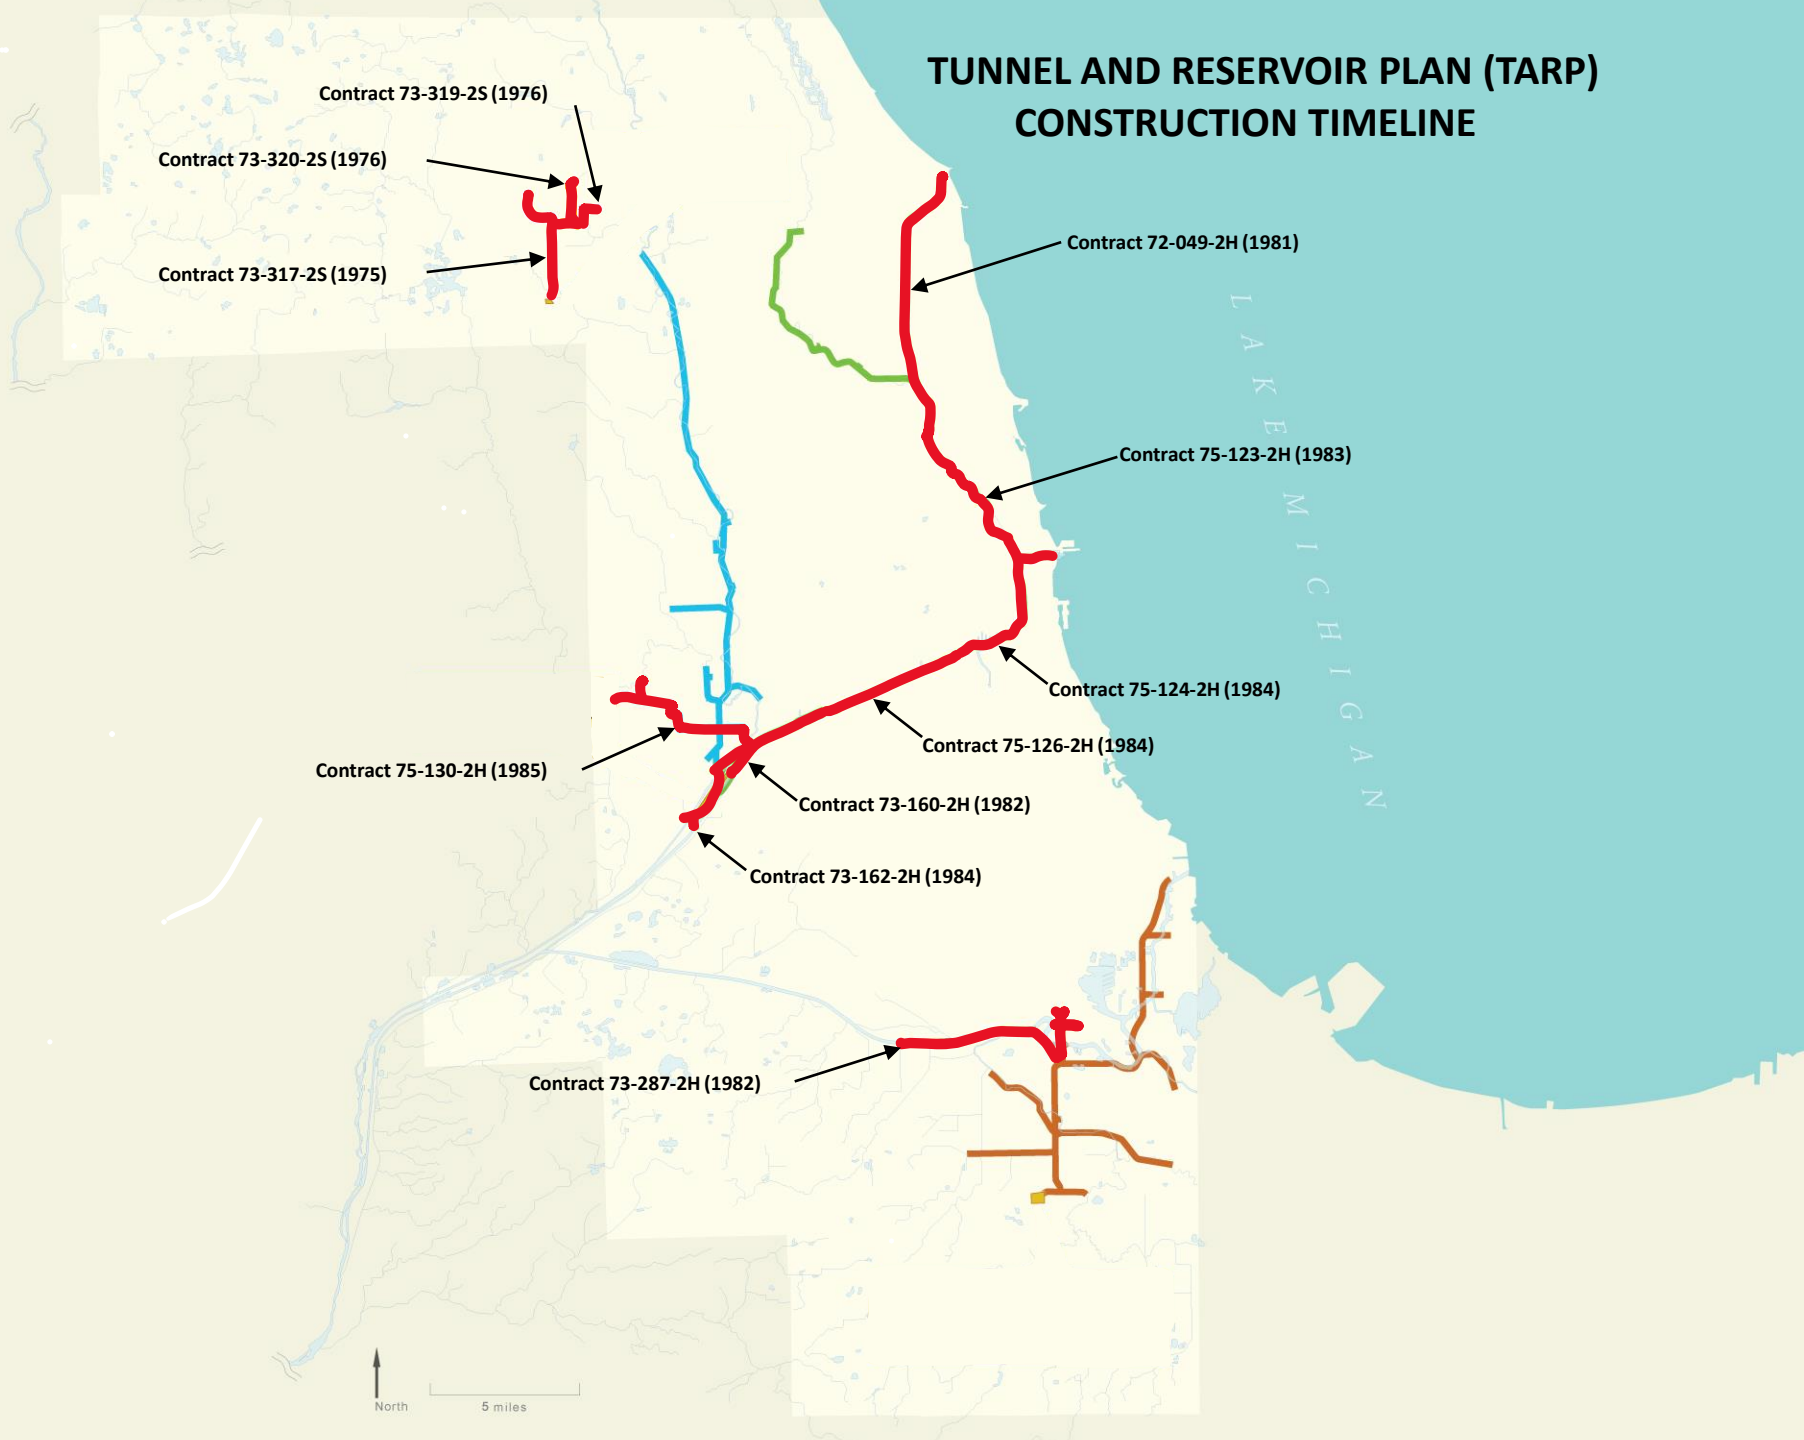 TUNNEL AND RESERVOIR PLAN (TARP)
CONSTRUCTION TIMELINE
Contract 73-319-2S (1976)
Contract 73-320-2S (1976)
Contract 73-317-2S (1975)
Contract 72-049-2H (1981)
LAKE MICHIGAN
Contract 75-123-2H (1983)
Contract 75-124-2H (1984)
Contract 75-126-2H (1984)
Contract 75-130-2H (1985)
Contract 73-160-2H (1982)
Contract 73-162-2H (1984)
Contract 73-287-2H (1982)
North
5 miles